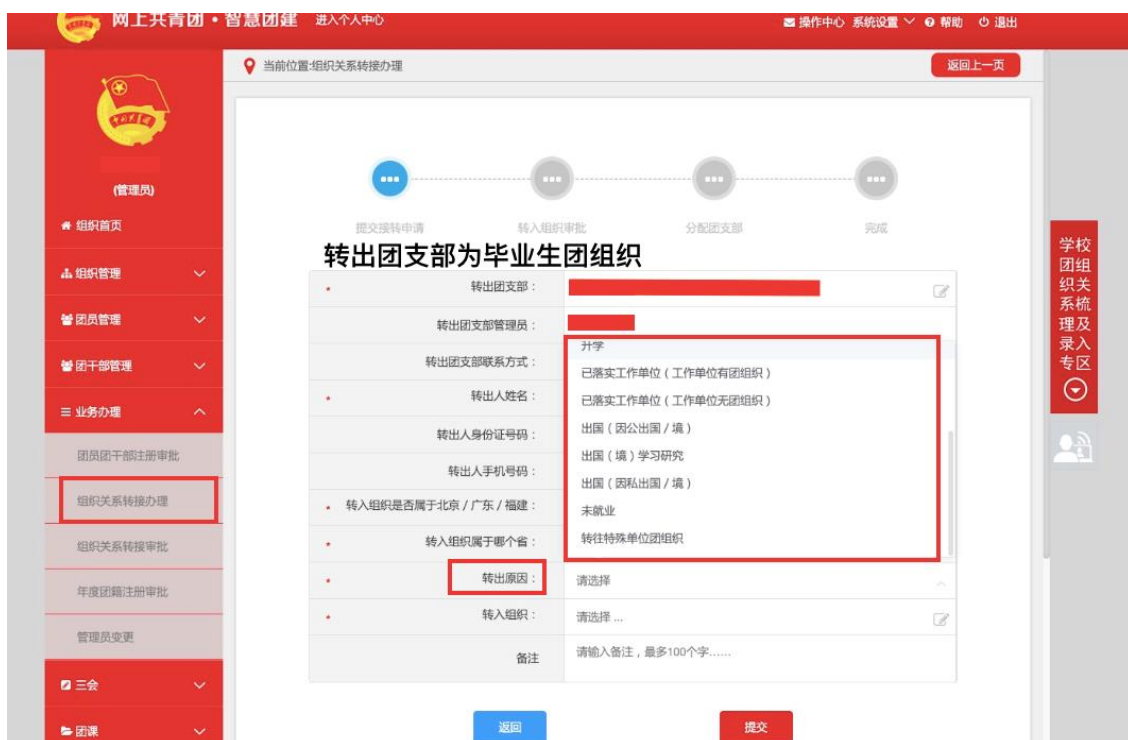 网上共青团·智慧团建 进入个人中心
操作中心 系统设置 帮助 退出
当前位置:组织关系转接办理
返回上一页
(管理员)
组织首页
组织管理
团员管理
团干部管理
业务办理
团员团干部注册审批
组织关系转接办理
组织关系转接审批
年度团籍注册审批
管理员变更
三会
团课
提交接转申请
转入组织审批
分配团支部
完成
转出团支部为毕业生团组织
转出团支部：
转出团支部管理员：
转出团支部联系方式：
转出人姓名：
转出人身份证号码：
转出人手机号码：
转入组织是否属于北京/广东/福建：
转入组织属于哪个省：
升学
已落实工作单位（工作单位有团组织）
已落实工作单位（工作单位无团组织）
出国（因公出国/境）
出国（境）学习研究
出国（因私出国/境）
未就业
转往特殊单位团组织
转出原因： 请选择
转入组织： 请选择 ...
备注 请输入备注，最多100个字……
返回
提交
学校
团组
织关
系梳
理及
录入
专区